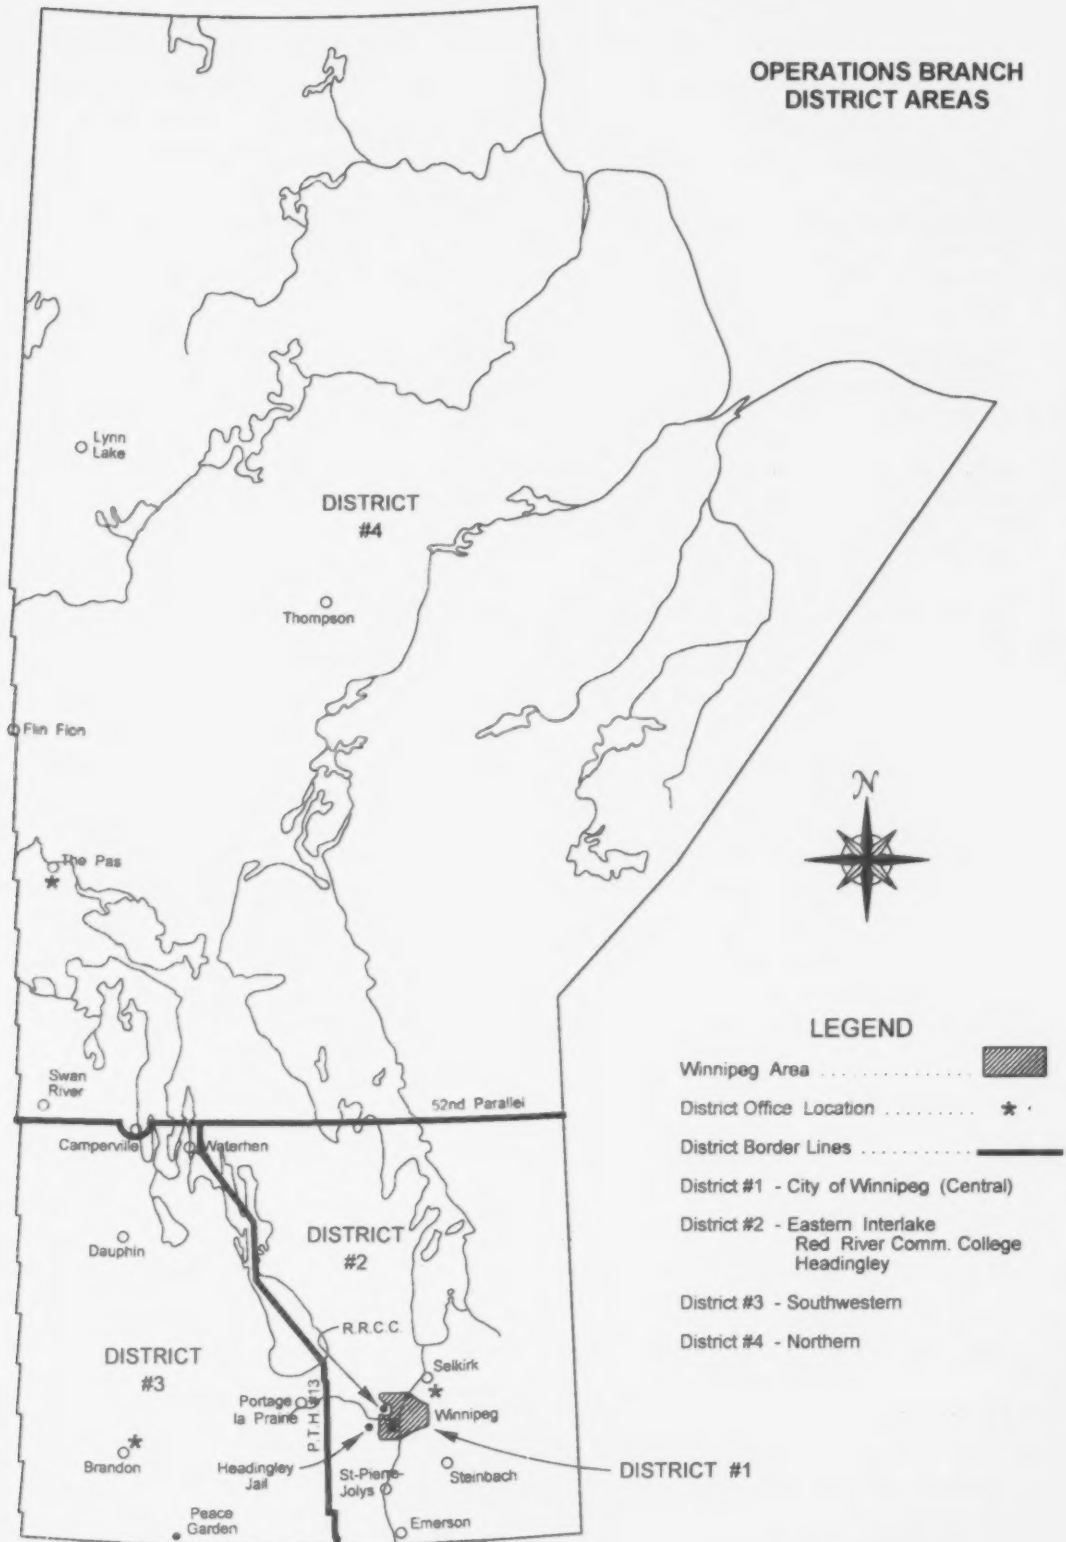 OPERATIONS BRANCH
DISTRICT AREAS
Lynn
Lake
DISTRICT
#4
Thompson
Flin Flon
N
The Pas
LEGEND
Winnipeg Area ..............
District Office Location ..........
District Border Lines ............
District #1 - City of Winnipeg (Central)
District #2 - Eastern Interlake
Red River Comm. College
Headingley
District #3 - Southwestern
District #4 - Northern
Swan
River
52nd Parallel
Camperville
Waterhen
Dauphin
DISTRICT
#2
R.R.C.C.
DISTRICT
#3
Selkirk
Portage
la Praine
P.T.H #13
Winnipeg
Brandon
Headingley
Jail
St-Pierre-
Jolys
Steinbach
DISTRICT #1
Peace
Garden
Emerson